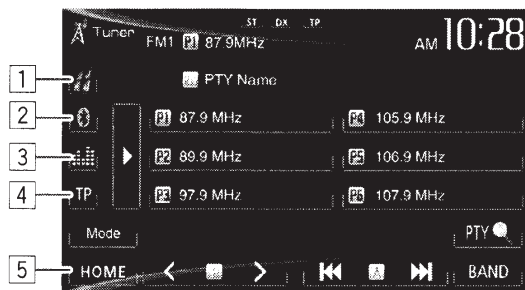 Tuner
ST DX TP
FM1 P1 87.9MHz
AM 10:28
PTY Name
1
2
3
4
5
P1 87.9 MHz
P4 105.9 MHz
P2 89.9 MHz
P5 106.9 MHz
P3 97.9 MHz
P6 107.9 MHz
TP
Mode
PTY
HOME
BAND